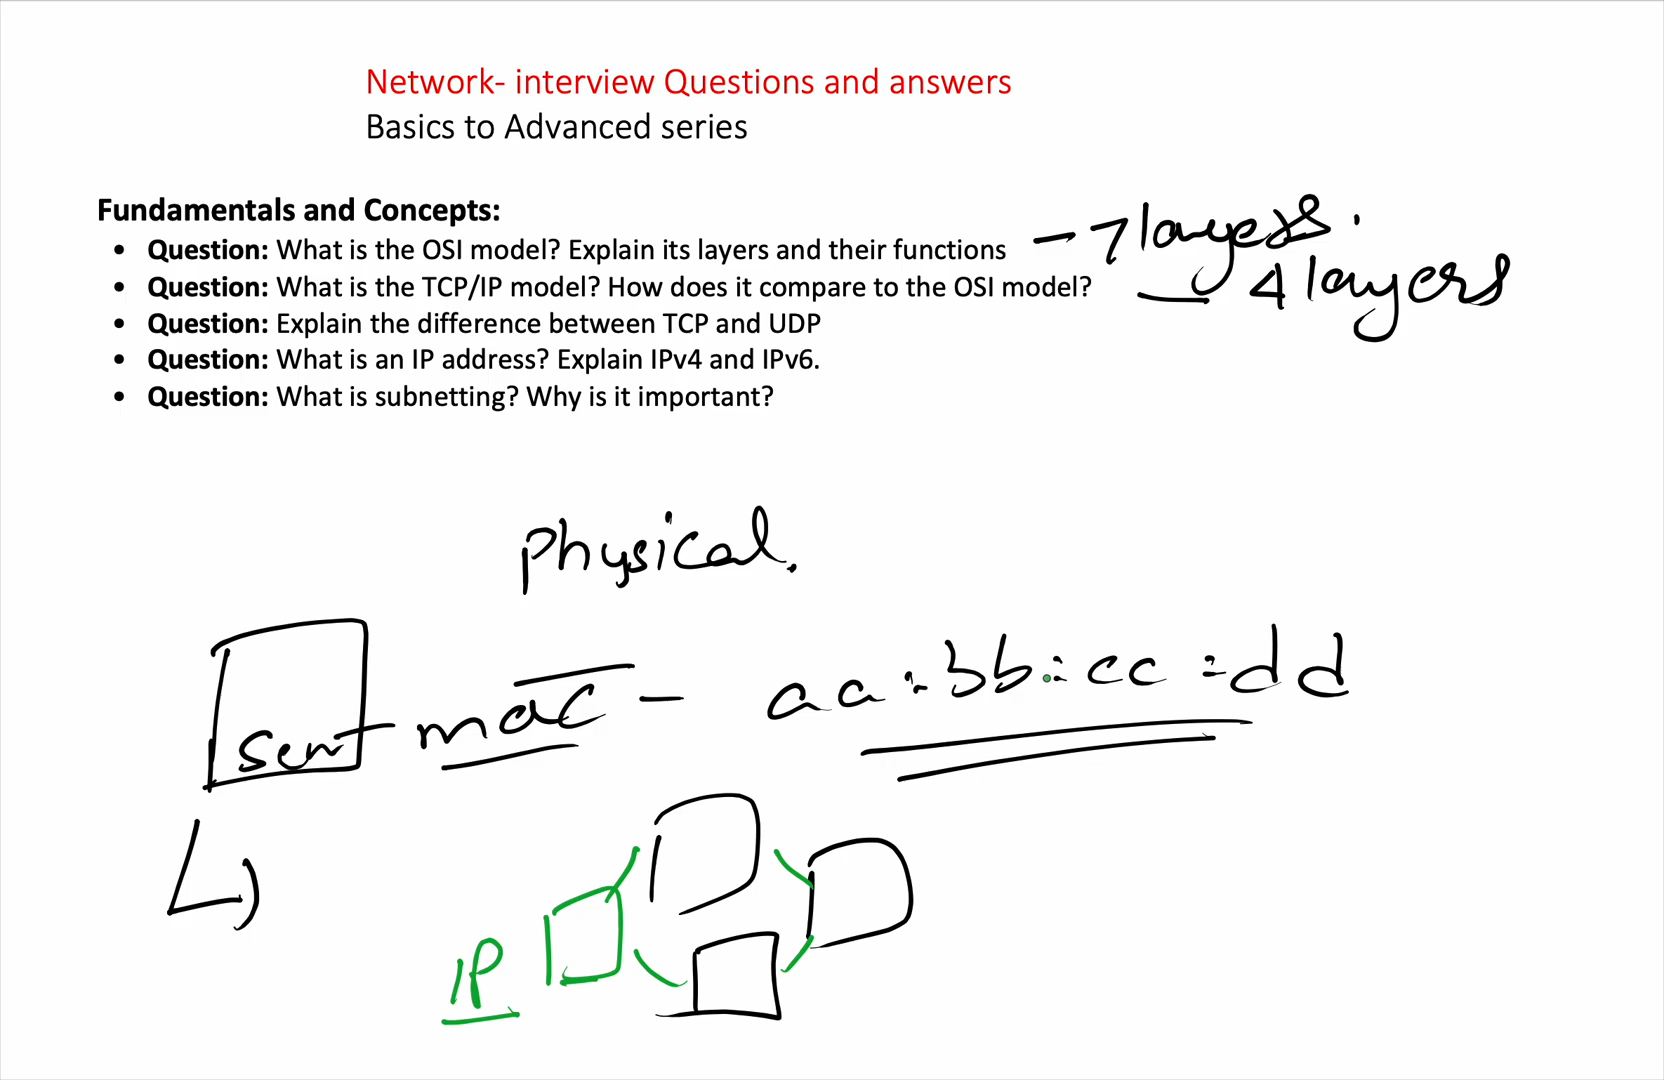 Network- interview Questions and answers
Basics to Advanced series
Fundamentals and Concepts:
• Question: What is the OSI model? Explain its layers and their functions - 7 layers.
• Question: What is the TCP/IP model? How does it compare to the OSI model? - 4 layers
• Question: Explain the difference between TCP and UDP
• Question: What is an IP address? Explain IPv4 and IPv6.
• Question: What is subnetting? Why is it important?
Physical.
mac - aa:bb:cc:dd
IP